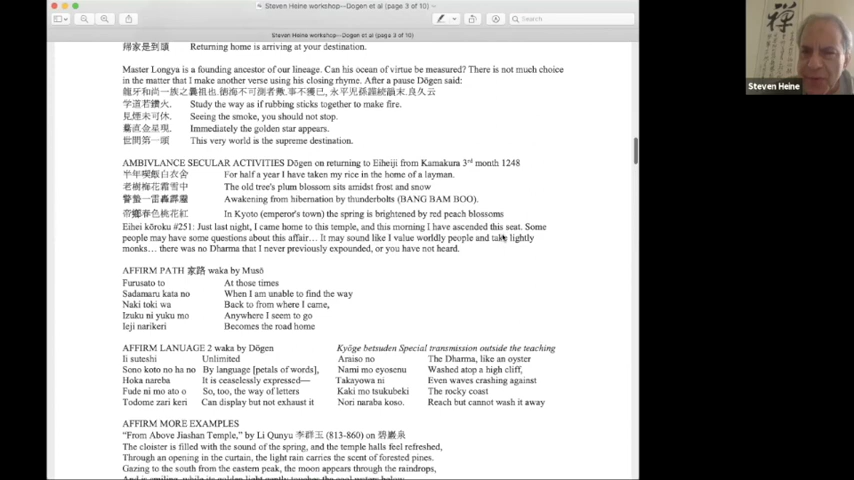 Steven Heine workshop--Dogen et al (page 3 of 10)
Search
Steven Heine workshop--Dogen et al (page 3 of 10)
歸家是到頭 Returning home is arriving at your destination.
Master Longya is a founding ancestor of our lineage. Can his ocean of virtue be measured? There is not much choice
in the matter that I make another verse using his closing rhyme. After a pause Dōgen said:
学道若鑽火. Study the way as if rubbing sticks together to make fire.
見煙未可休. Seeing the smoke, you should not stop.
驀直金星現. Immediately the golden star appears.
世間第一頭 This very world is the supreme destination.
AMBIVLANCE SECULAR ACTIVITIES Dōgen on returning to Eiheiji from Kamakura 3rd month 1248
半年喫飯白衣舍 For half a year I have taken my rice in the home of a layman.
老樹梅花霜雪中 The old tree's plum blossom sits amidst frost and snow
驚蟄一雷轟霹靂 Awakening from hibernation by thunderbolts (BANG BAM BOO).
帝鄉春色桃花紅 In Kyoto (emperor's town) the spring is brightened by red peach blossoms
Eihei kōroku #251: Just last night, I came home to this temple, and this morning I have ascended this seat. Some
people may have some questions about this affair... It may sound like I value worldly people and take lightly
monks... there was no Dharma that I never previously expounded, or you have not heard.
AFFIRM PATH 家路 waka by Musō
Furusato to At those times
Sadamaru kata no When I am unable to find the way
Naki toki wa Back to from where I came,
Izuku ni yuku mo Anywhere I seem to go
Ieji narikeri Becomes the road home
AFFIRM LANUAGE 2 waka by Dōgen Kyōge betsuden Special transmission outside the teaching
Ii suteshi Unlimited Araiso no The Dharma, like an oyster
Sono koto no ha no By language [petals of words], Nami mo eyosenu Washed atop a high cliff,
Hoka nareba It is ceaselessly expressed— Takayowa ni Even waves crashing against
Fude ni mo ato o So, too, the way of letters Kaki mo tsukubeki The rocky coast
Todome zari keri Can display but not exhaust it Nori naraba koso. Reach but cannot wash it away
AFFIRM MORE EXAMPLES
"From Above Jiashan Temple," by Li Qunyu 李群玉 (813-860) on 碧巖泉
The cloister is filled with the sound of the spring, and the temple halls feel refreshed,
Through an opening in the curtain, the light rain carries the scent of forested pines.
Gazing to the south from the eastern peak, the moon appears through the raindrops,
禪
Steven Heine